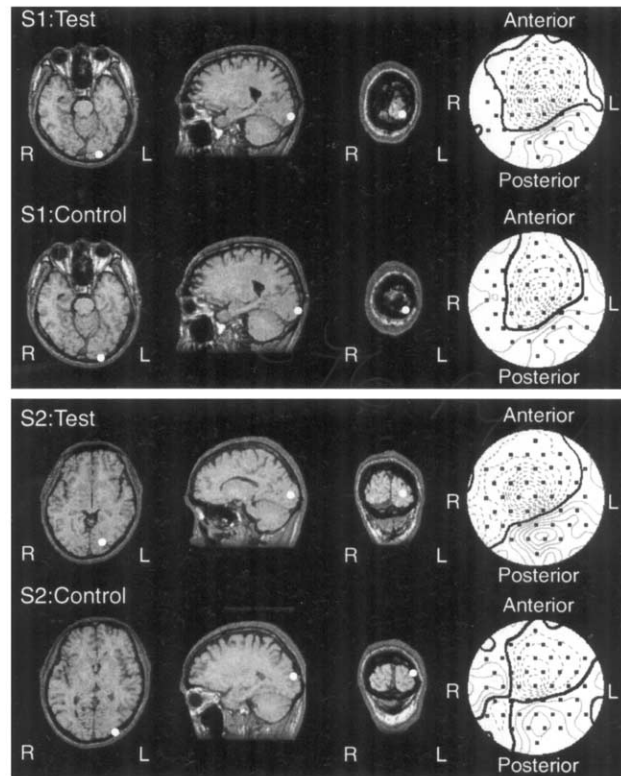 S1:Test
Anterior
R L R L R L
Posterior
S1:Control
Anterior
R L R L R L
Posterior
S2:Test
Anterior
R L R L R L
Posterior
S2:Control
Anterior
R L R L R L
Posterior